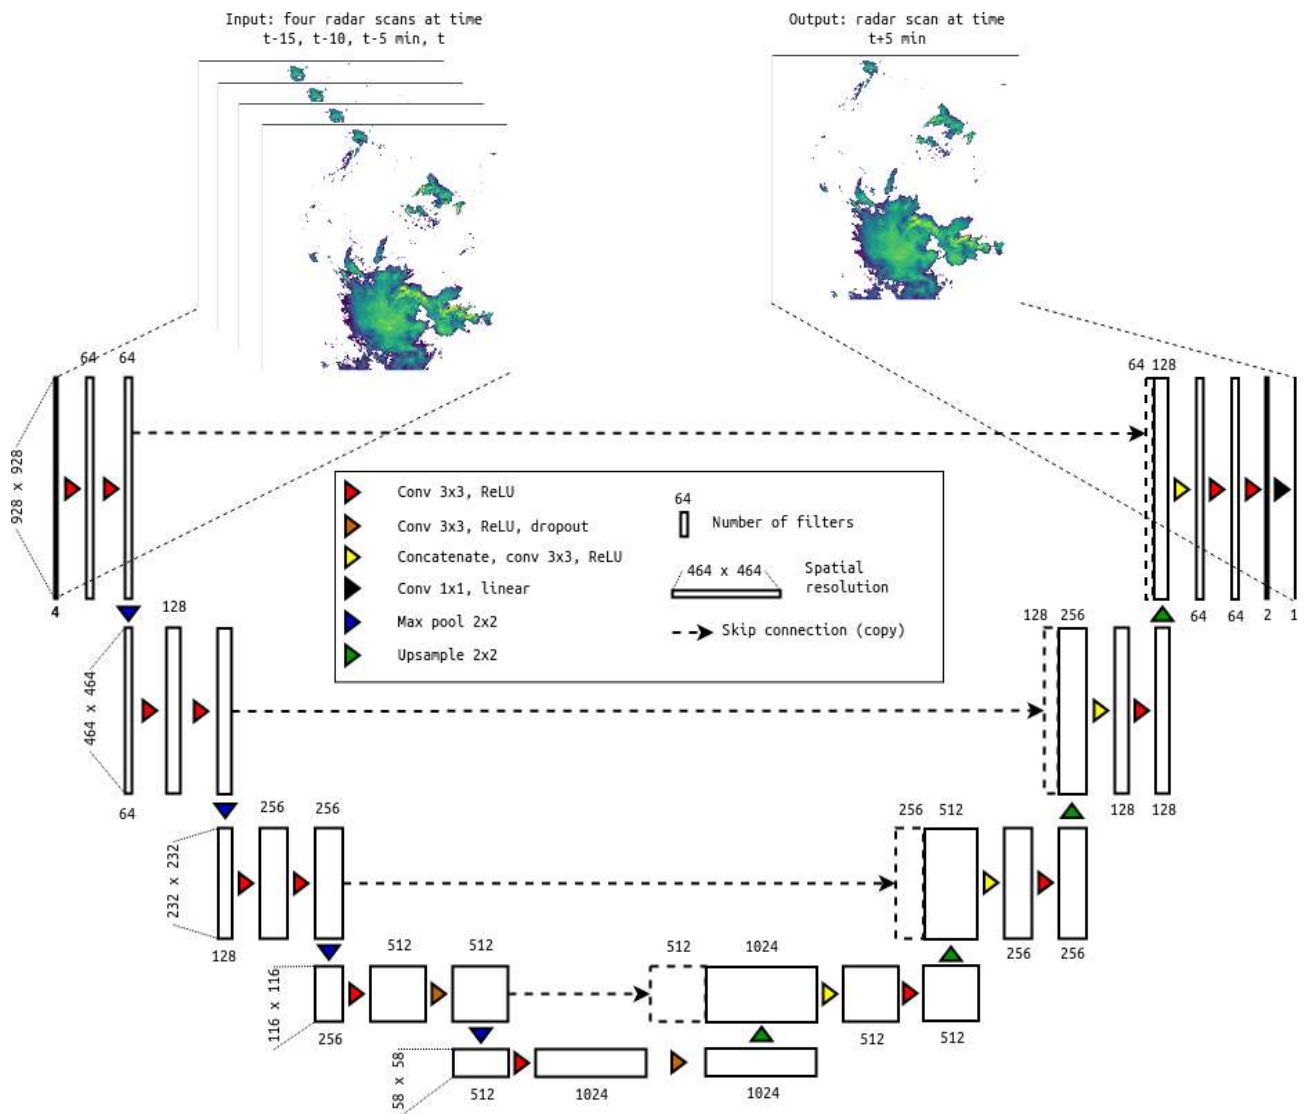 Input: four radar scans at time
t-15, t-10, t-5 min, t
Output: radar scan at time
t+5 min
64
64
64
128
928 x 928
4
64
64
2
1
Conv 3x3, ReLU
Conv 3x3, ReLU, dropout
Concatenate, conv 3x3, ReLU
Conv 1x1, linear
Max pool 2x2
Upsample 2x2
64
Number of filters
464 x 464
Spatial
resolution
Skip connection (copy)
128
128
256
464 x 464
64
128
128
256
256
256
512
232 x 232
128
256
256
512
512
512
1024
116 x 116
256
512
512
58 x 58
512
1024
1024